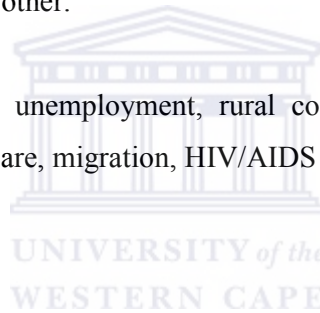 other.
unemployment, rural co
are, migration, HIV/AIDS
UNIVERSITY of the
WESTERN CAPE